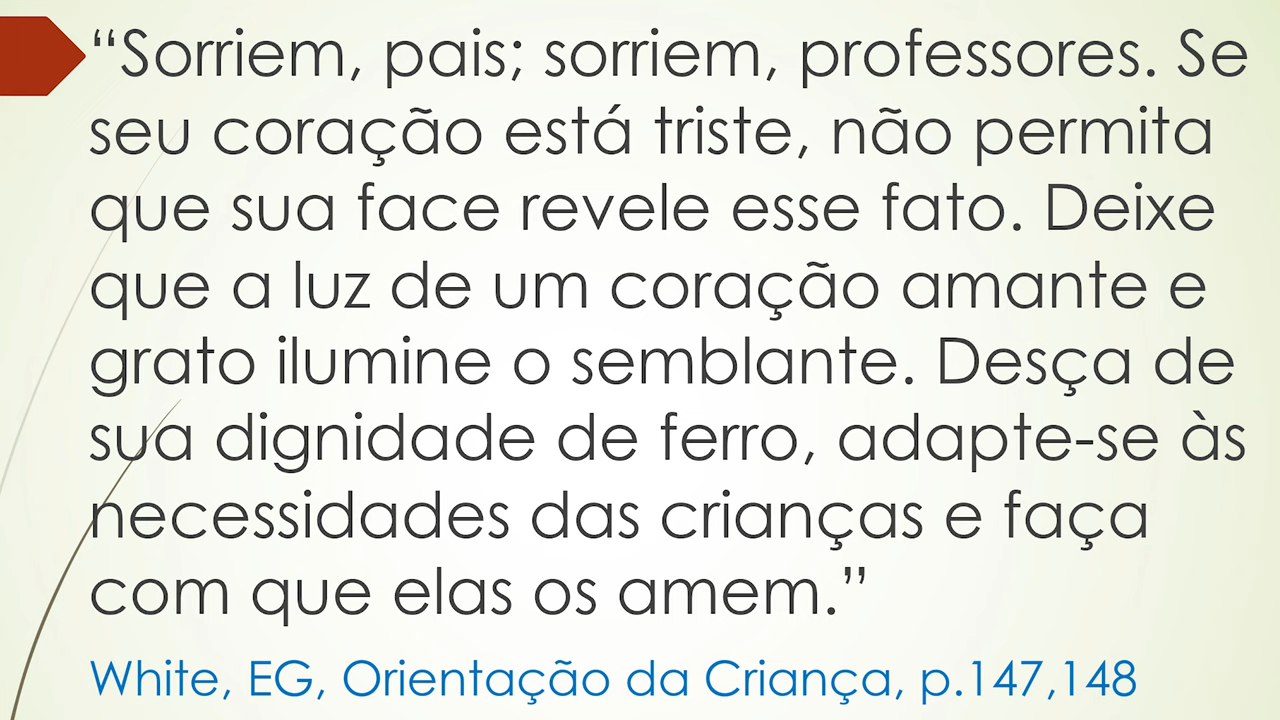 “Sorriem, pais; sorriem, professores. Se
seu coração está triste, não permita
que sua face revele esse fato. Deixe
que a luz de um coração amante e
grato ilumine o semblante. Desça de
sua dignidade de ferro, adapte-se às
necessidades das crianças e faça
com que elas os amem.”
White, EG, Orientação da Criança, p.147,148